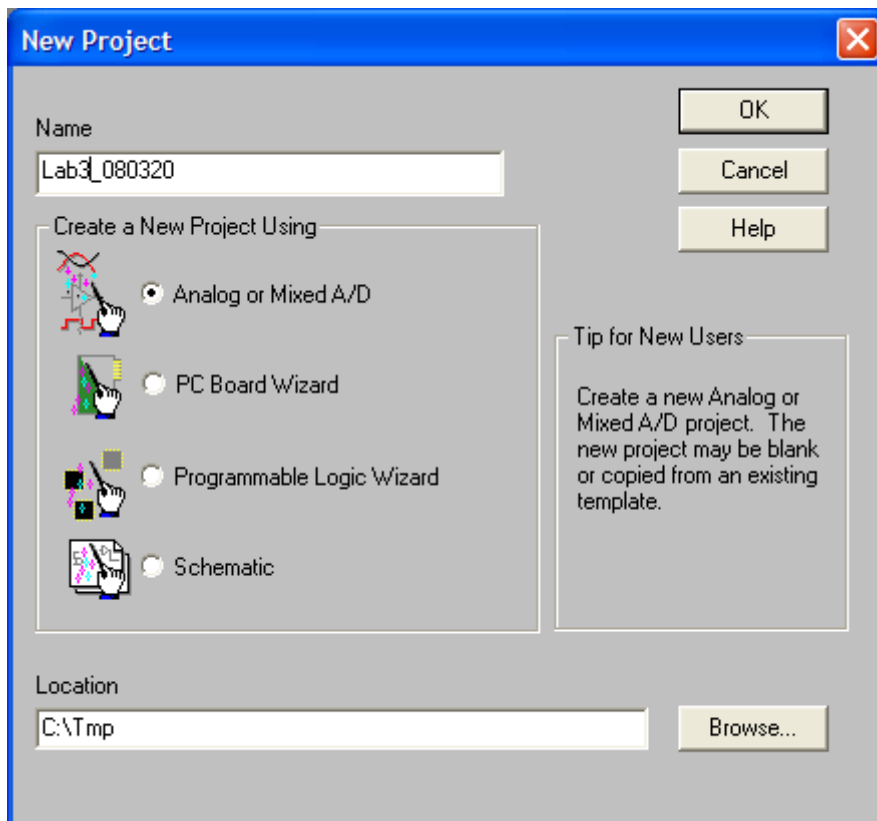 New Project
Name
OK
Lab3_080320
Cancel
Create a New Project Using
Help
Analog or Mixed A/D
Tip for New Users
PC Board Wizard
Create a new Analog or
Mixed A/D project. The
new project may be blank
or copied from an existing
template.
Programmable Logic Wizard
Schematic
Location
C:\Tmp
Browse...